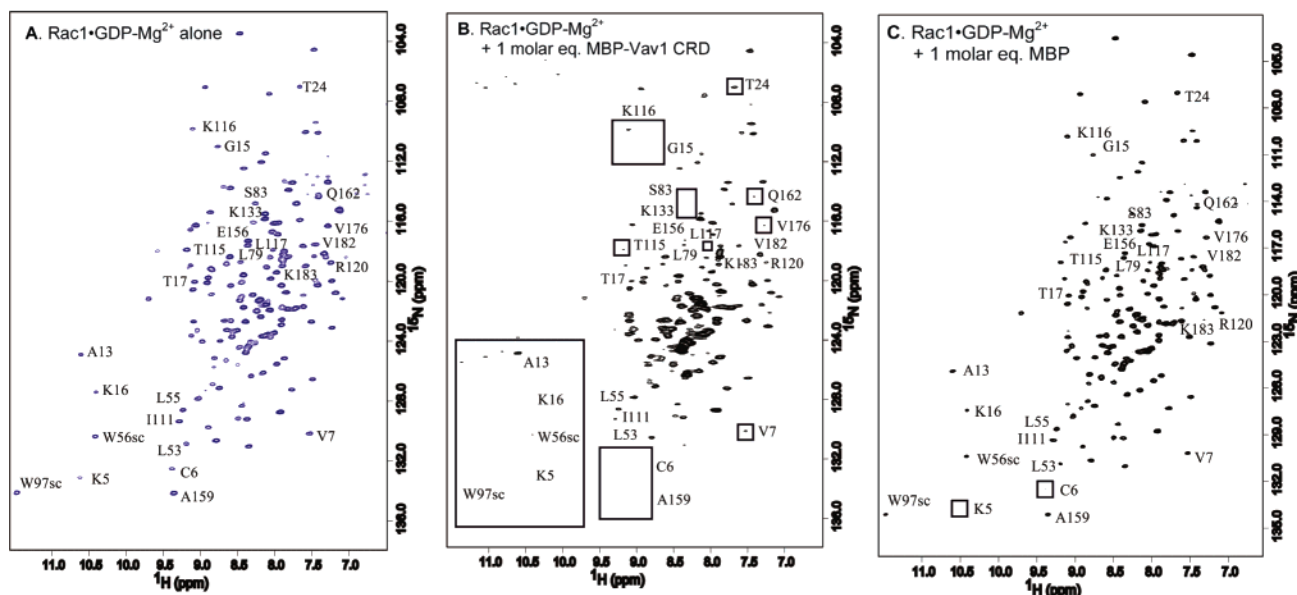 A. Rac1•GDP-Mg2+ alone
T24
K116
G15
S83
K133
Q162
E156
V176
L117
V182
T115
L79
R120
K183
T17
A13
K16
L55
I111
W56sc
V7
L53
C6
K5
A159
W97sc
104.0
108.0
112.0
116.0
120.0
124.0
128.0
132.0
136.0
15N (ppm)
10.5 10.0 9.5 9.0 8.5 8.0 7.5 7.0
1H (ppm)
B. Rac1•GDP-Mg2+
+ 1 molar eq. MBP-Vav1 CRD
T24
K116
G15
S83
Q162
K133
E156
V176
L117
T115
V182
L79
K183
R120
T17
A13
L55
K16
I111
W56sc
V7
L53
C6
K5
W97sc
A159
104.0
108.0
112.0
116.0
120.0
124.0
128.0
132.0
136.0
15N (ppm)
11.0 10.5 10.0 9.5 9.0 8.5 8.0 7.5 7.0
1H (ppm)
C. Rac1•GDP-Mg2+
+ 1 molar eq. MBP
T24
K116
G15
Q162
S83
K133
V176
E156
L117
T115
L79
V182
T17
R120
K183
A13
K16
L55
I111
W56sc
V7
L53
C6
W97sc
K5
A159
105.0
108.0
111.0
114.0
117.0
120.0
123.0
126.0
129.0
132.0
135.0
15N (ppm)
10.5 10.0 9.5 9.0 8.5 8.0 7.5 7.0
1H (ppm)